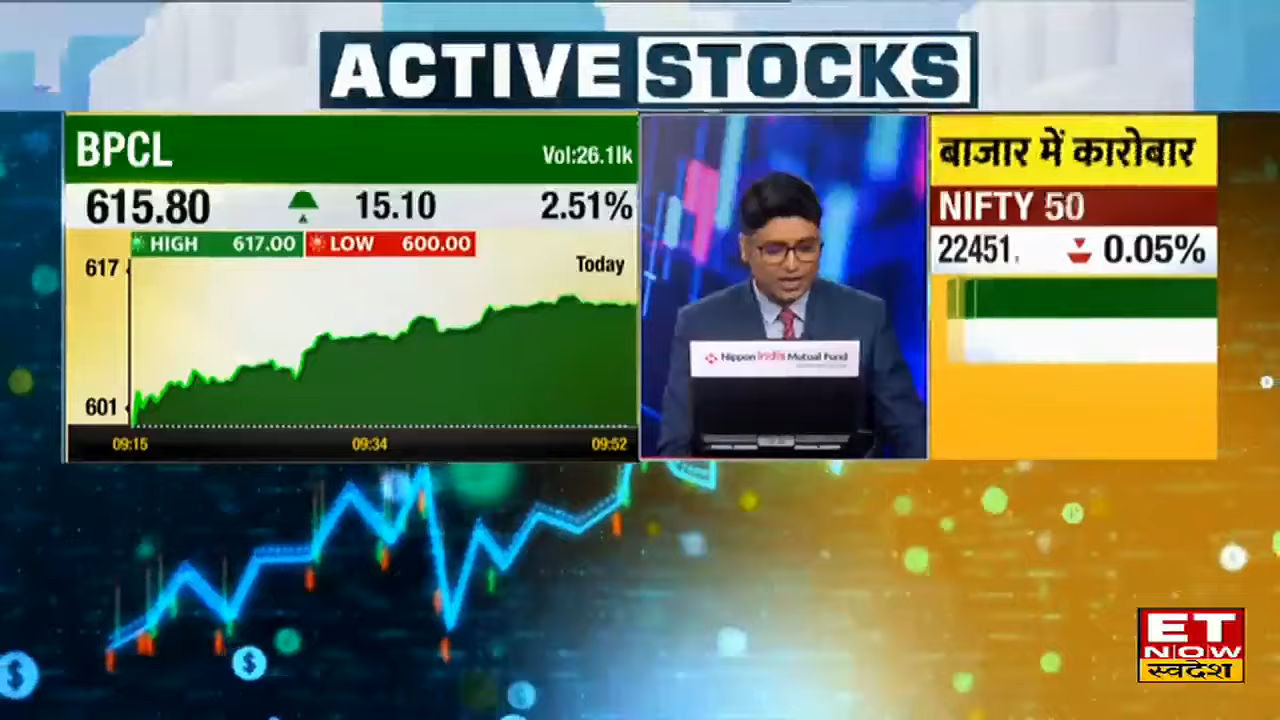 ACTIVE STOCKS
BPCL
Vol:26.1lk
615.80 15.10 2.51%
HIGH 617.00 LOW 600.00
Today
617
601
09:15 09:34 09:52
Nippon india Mutual Fund
बाजार में कारोबार
NIFTY 50
22451 0.05%
ET
NOW
स्वदेश